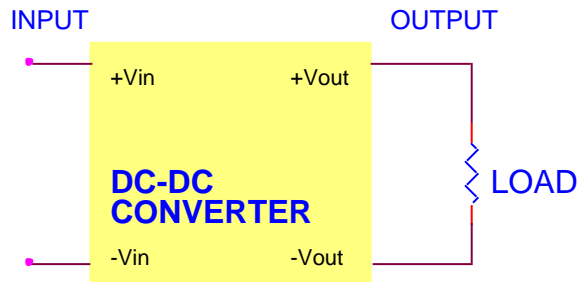 INPUT
OUTPUT
+Vin
+Vout
DC-DC
CONVERTER
LOAD
-Vin
-Vout